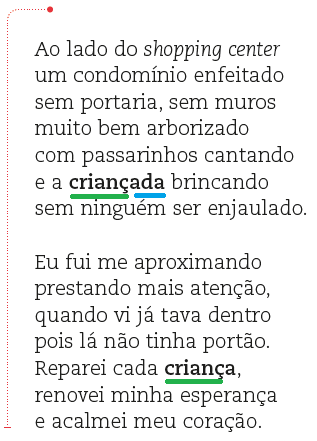 Ao lado do shopping center
um condomínio enfeitado
sem portaria, sem muros
muito bem arborizado
com passarinhos cantando
e a criançada brincando
sem ninguém ser enjaulado.
Eu fui me aproximando
prestando mais atenção,
quando vi já tava dentro
pois lá não tinha portão.
Reparei cada criança,
renovei minha esperança
e acalmei meu coração.